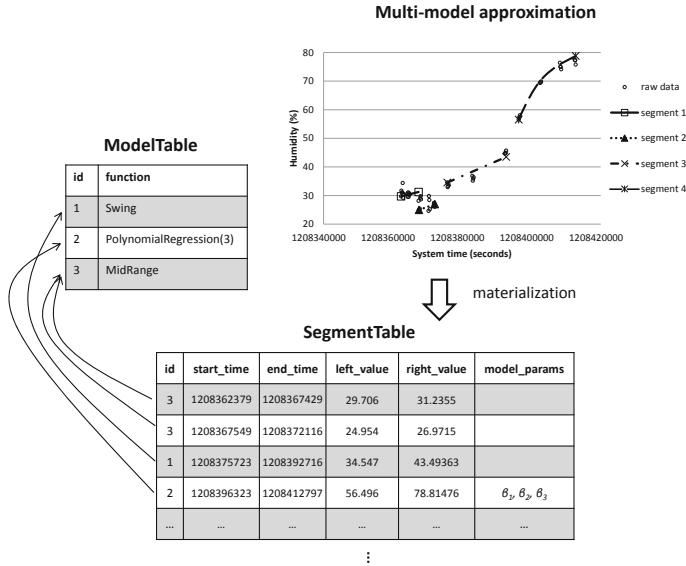 Multi-model approximation
80
70
60
50
40
30
20
Humidity (%)
1208340000 1208360000 1208380000 1208400000 1208420000
System time (seconds)
raw data
segment 1
segment 2
segment 3
segment 4
ModelTable
id function
1 Swing
2 PolynomialRegression(3)
3 MidRange
materialization
SegmentTable
id start_time end_time left_value right_value model_params
3 1208362379 1208367429 29.706 31.2355
3 1208367549 1208372116 24.954 26.9715
1 1208375723 1208392716 34.547 43.49363
2 1208396323 1208412797 56.496 78.81476 β1, β2, β3
... ... ... ... ... ...
⋮